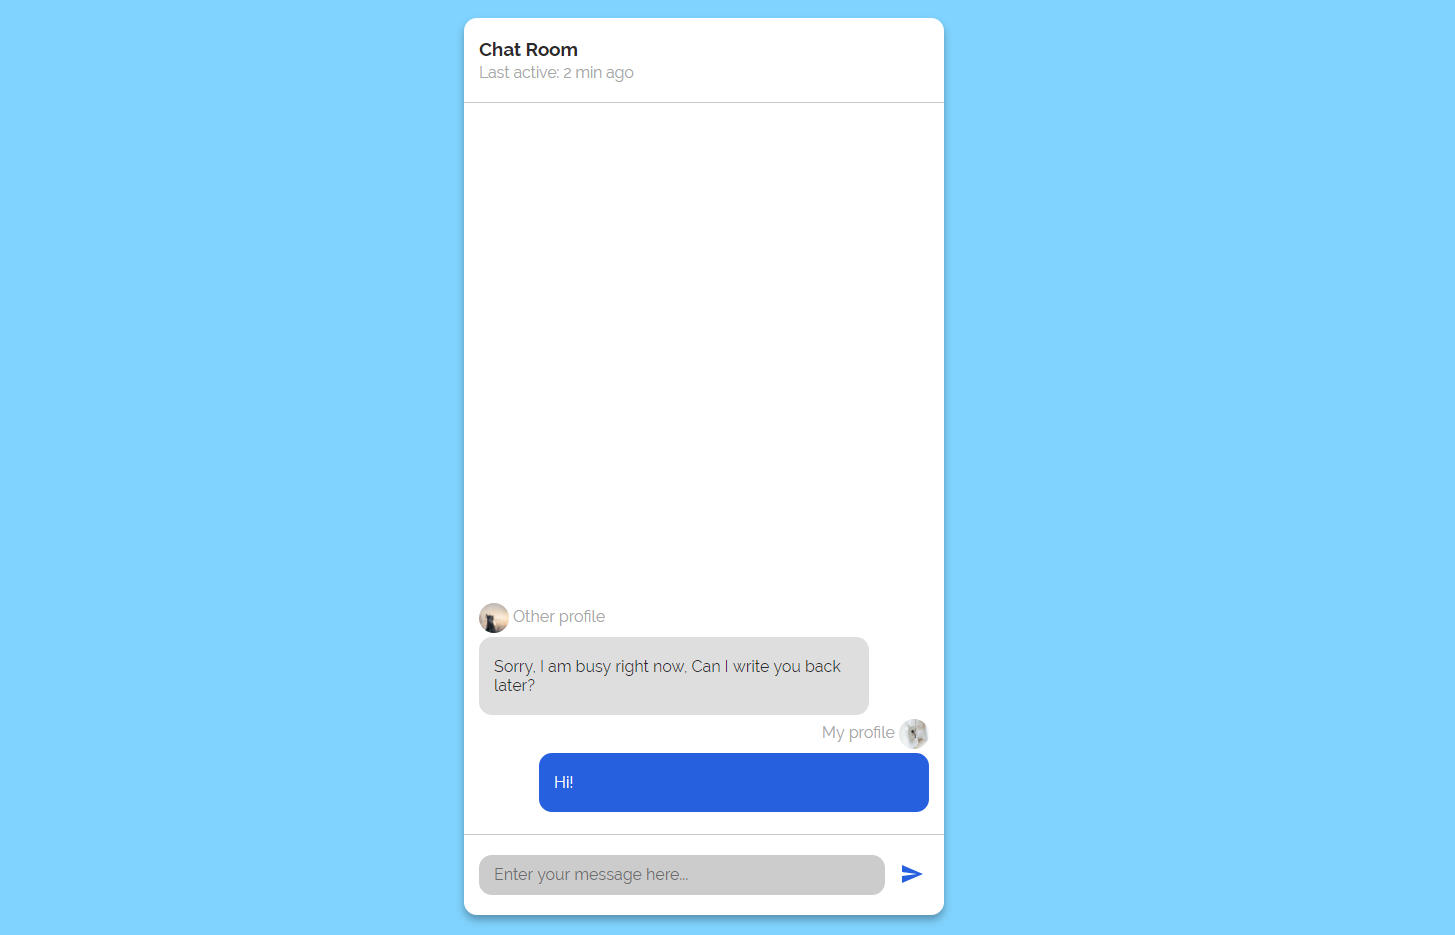 Chat Room
Last active: 2 min ago
Other profile
Sorry, I am busy right now, Can I write you back
later?
My profile
Hi!
Enter your message here...